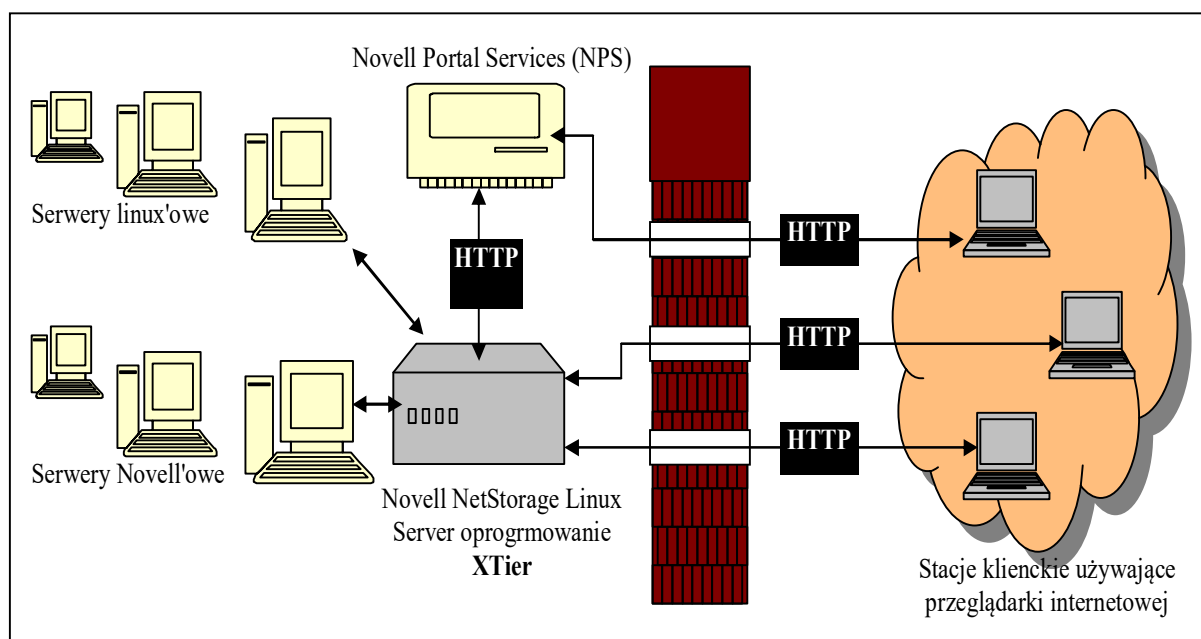 Novell Portal Services (NPS)
Serwery linux'owe
HTTP
HTTP
HTTP
HTTP
Serwery Novell'owe
Novell NetStorage Linux
Server oprogrmowanie
XTier
Stacje klienckie używające
przeglądarki internetowej